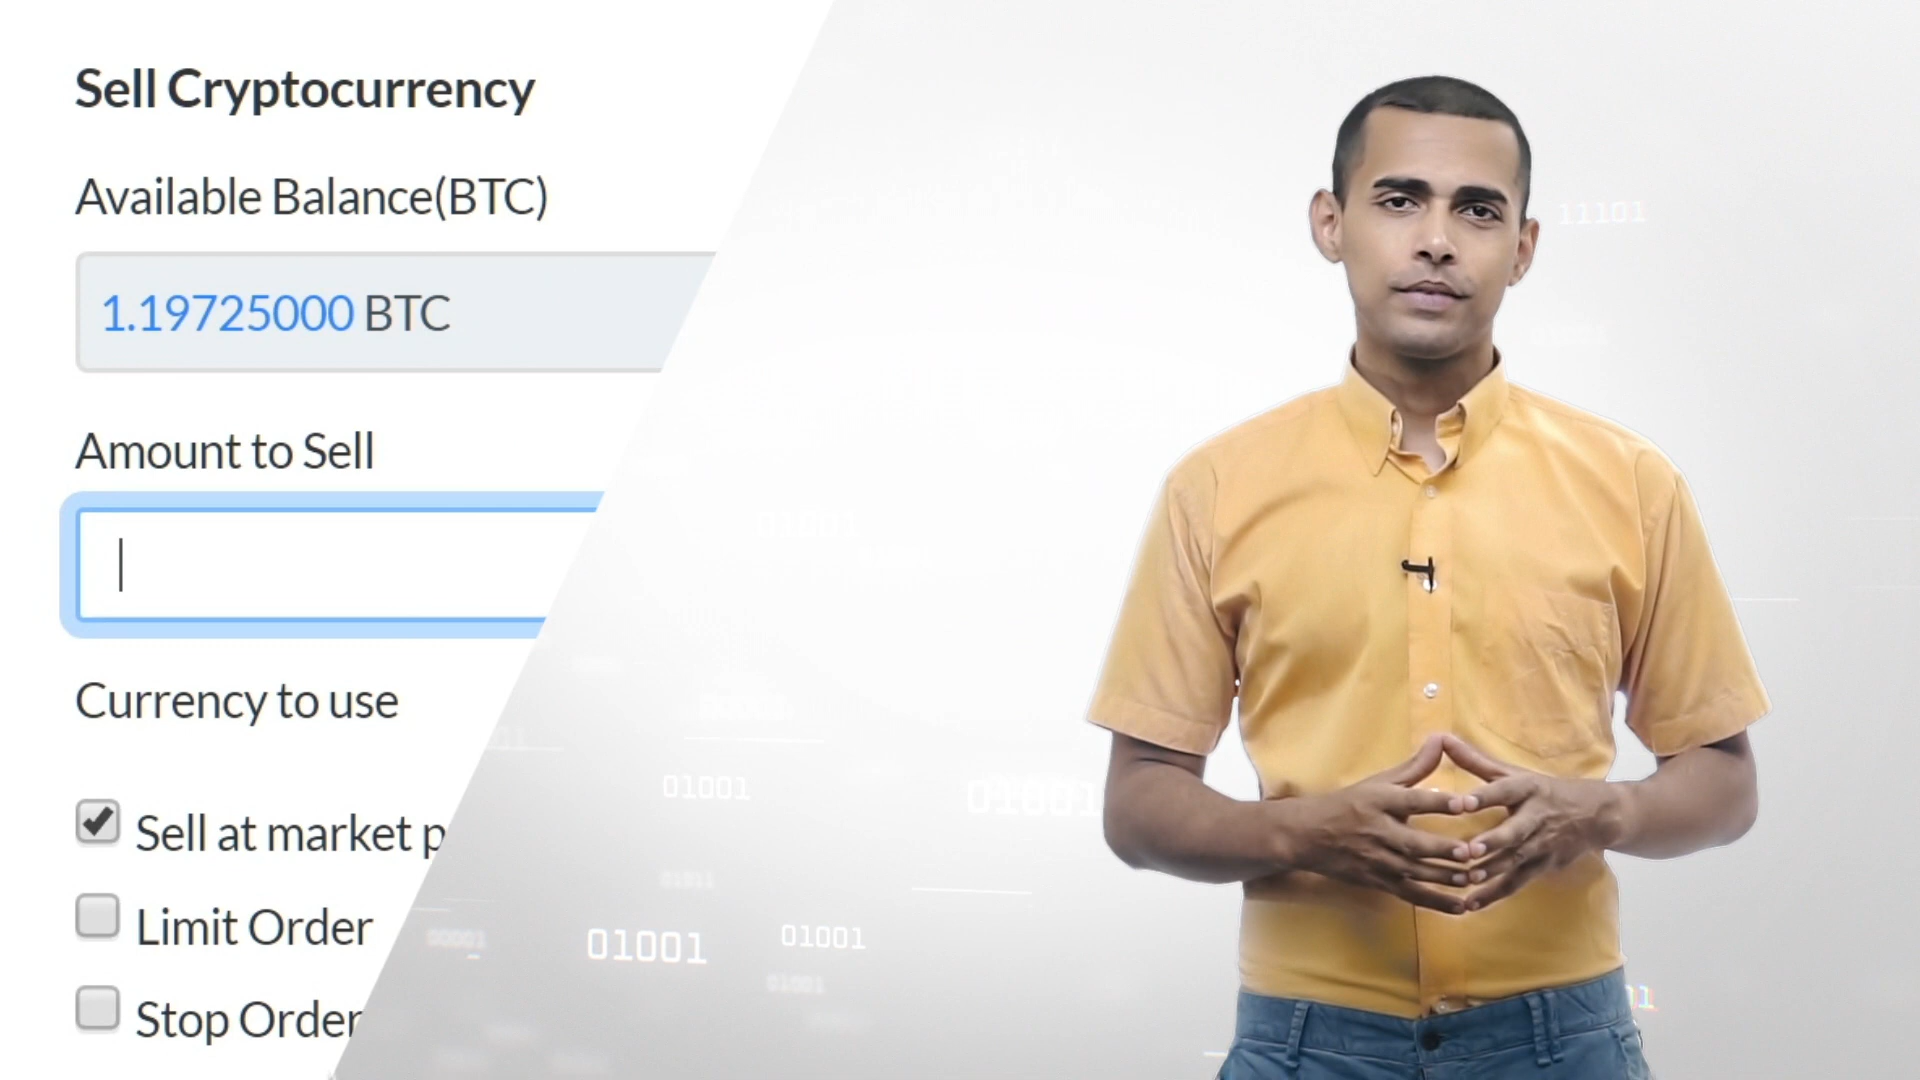 Sell Cryptocurrency
Available Balance(BTC)
1.19725000 BTC
Amount to Sell
Currency to use
Sell at market p
Limit Order
Stop Order
11101
01001
01001
01001
01001